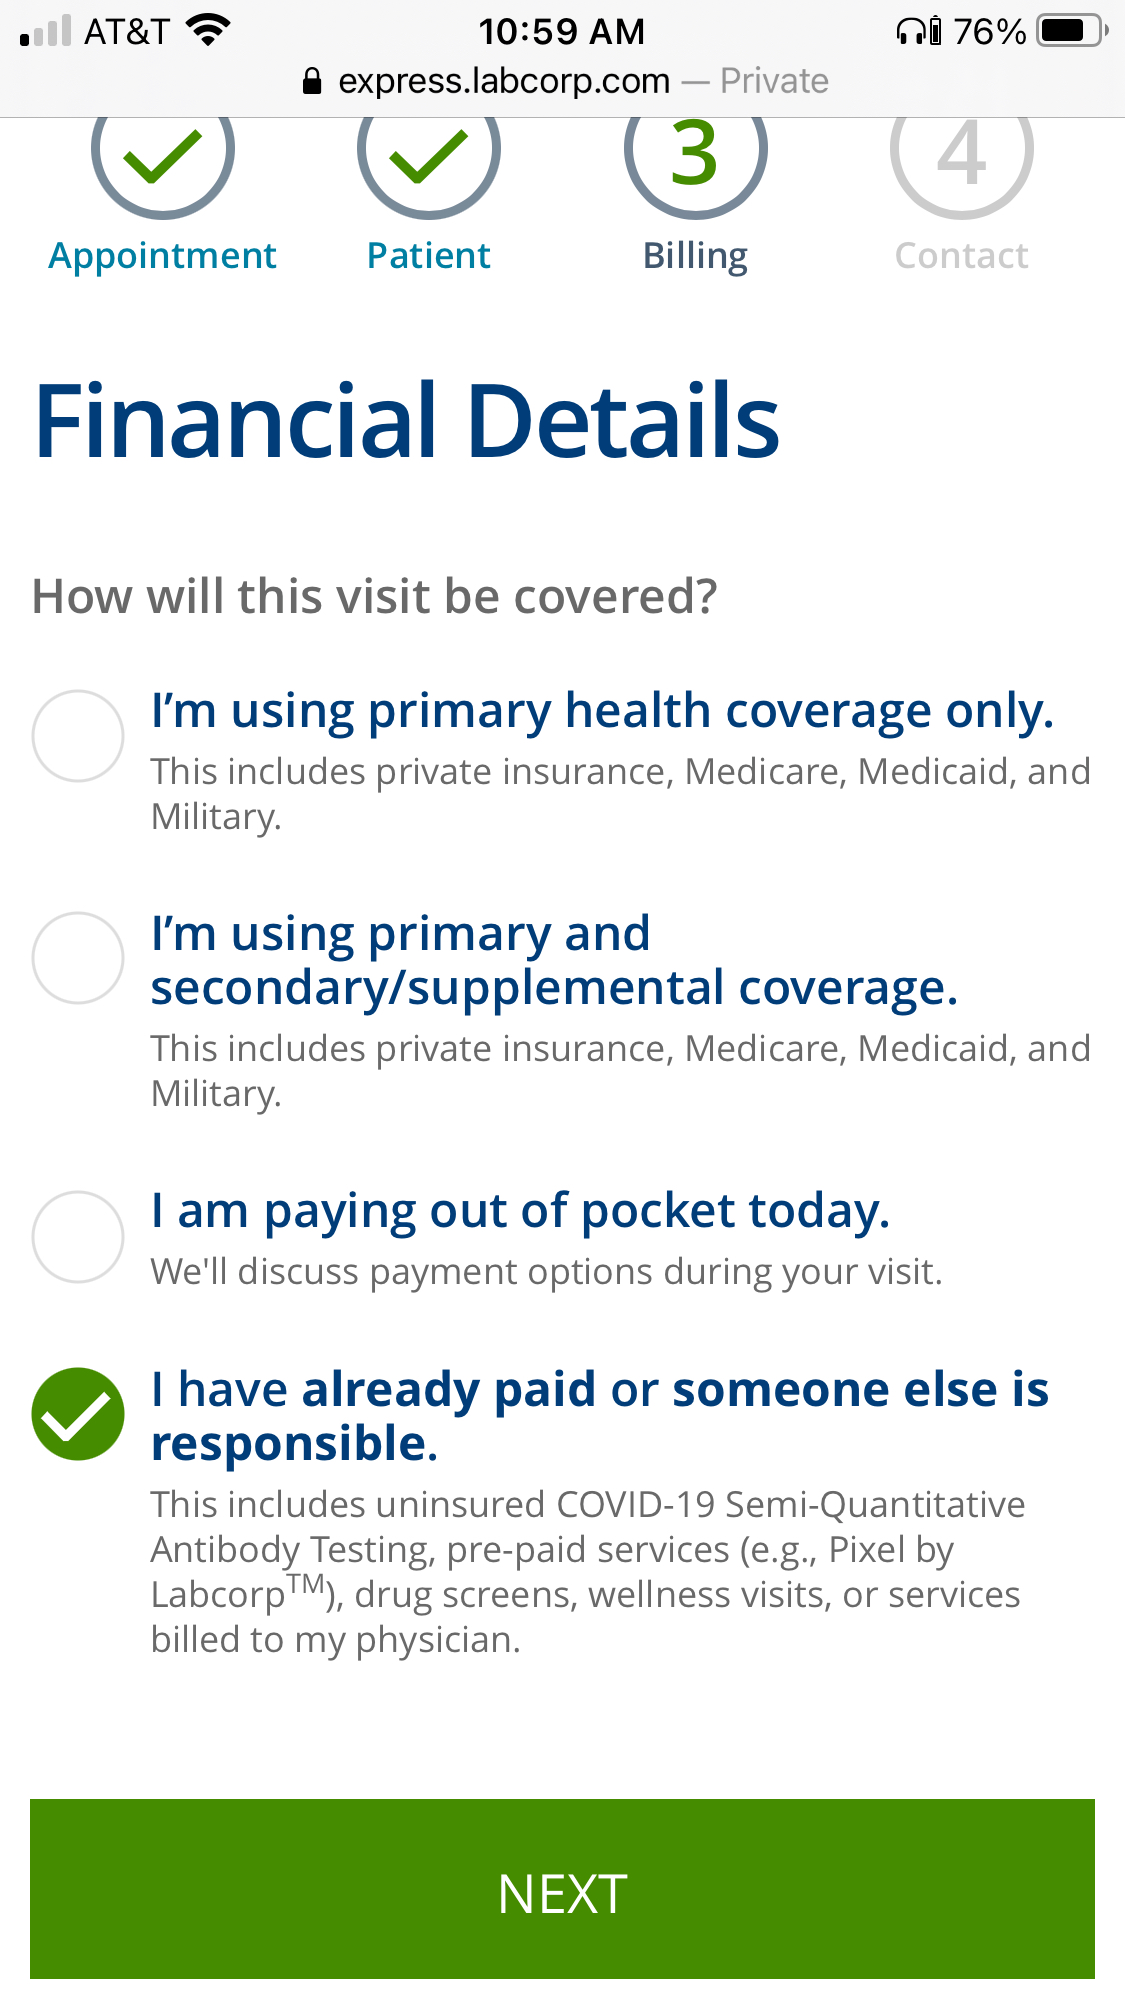 AT&T 10:59 AM 76%
express.labcorp.com — Private
3 4
Appointment Patient Billing Contact
Financial Details
How will this visit be covered?
I’m using primary health coverage only.
This includes private insurance, Medicare, Medicaid, and
Military.
I’m using primary and
secondary/supplemental coverage.
This includes private insurance, Medicare, Medicaid, and
Military.
I am paying out of pocket today.
We'll discuss payment options during your visit.
I have already paid or someone else is
responsible.
This includes uninsured COVID-19 Semi-Quantitative
Antibody Testing, pre-paid services (e.g., Pixel by
Labcorp™), drug screens, wellness visits, or services
billed to my physician.
NEXT